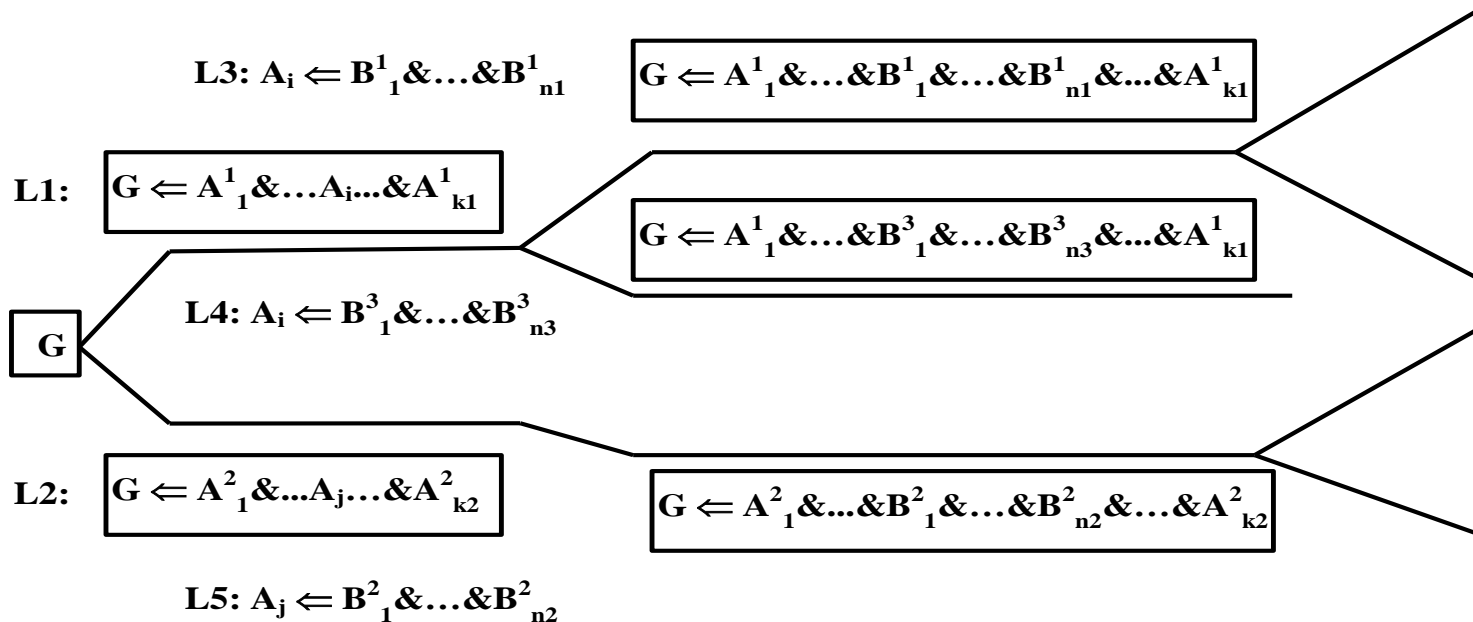 L3: Aᵢ ⇐ B¹₁&…&B¹ₙ₁
G ⇐ A¹₁&…&B¹₁&…&B¹ₙ₁&...&A¹ₖ₁
L1: G ⇐ A¹₁&…Aᵢ...&A¹ₖ₁
G ⇐ A¹₁&…&B³₁&…&B³ₙ₃&...&A¹ₖ₁
L4: Aᵢ ⇐ B³₁&…&B³ₙ₃
G
L2: G ⇐ A²₁&...Aⱼ…&A²ₖ₂
G ⇐ A²₁&...&B²₁&…&B²ₙ₂&…&A²ₖ₂
L5: Aⱼ ⇐ B²₁&…&B²ₙ₂